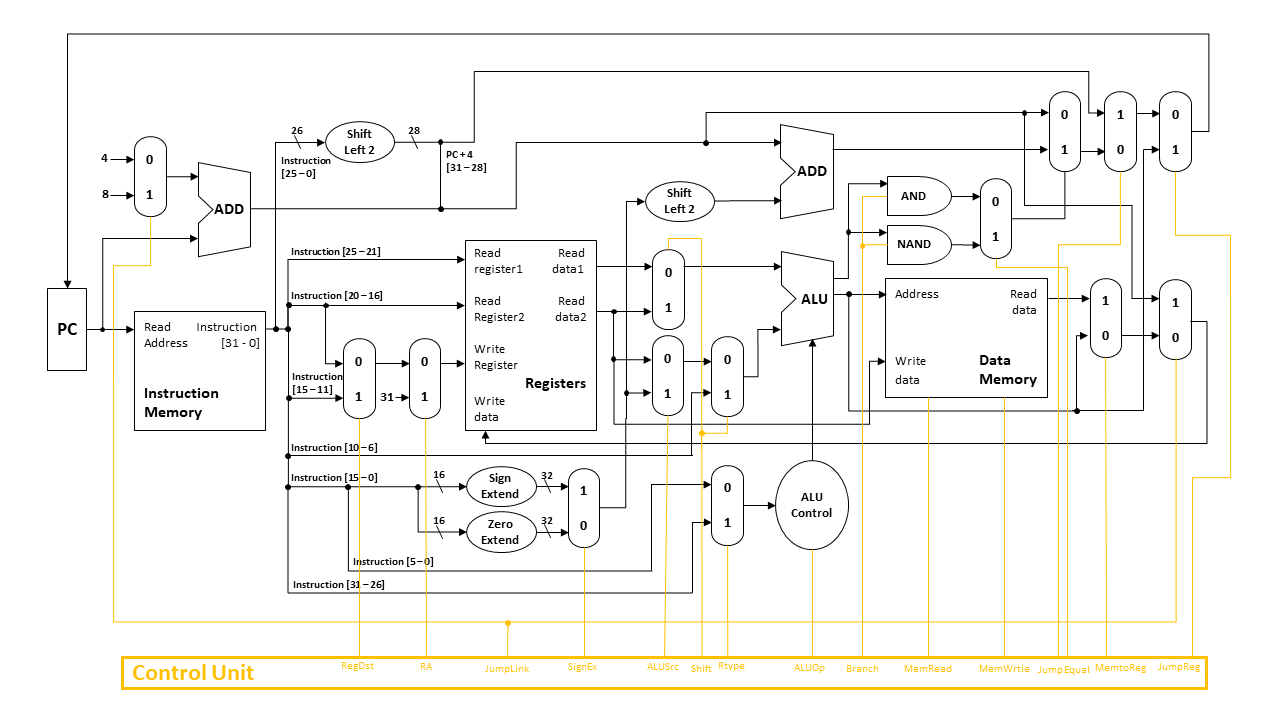 4
8
0
1
ADD
26
Instruction
[25 – 0]
Shift
Left 2
28
PC + 4
[31 – 28]
Shift
Left 2
ADD
0
1
1
0
0
1
AND
NAND
0
1
PC
Read
Address
Instruction
[31 - 0]
Instruction
Memory
Instruction [25 – 21]
Instruction [20 – 16]
Instruction
[15 – 11]
0
1
31
0
1
Read
register1
Read
data1
Read
Register2
Read
data2
Write
Register
Registers
Write
data
0
1
0
1
0
1
ALU
Address
Read
data
Write
data
Data
Memory
1
0
1
0
Instruction [10 – 6]
Instruction [15 – 0]
16
Sign
Extend
32
16
Zero
Extend
32
1
0
0
1
ALU
Control
Instruction [5 – 0]
Instruction [31 – 26]
Control Unit
RegDst
RA
JumpLink
SignEx
ALUSrc
Shift
Rtype
ALUOp
Branch
MemRead
MemWrtie
JumpEqual
MemtoReg
JumpReg